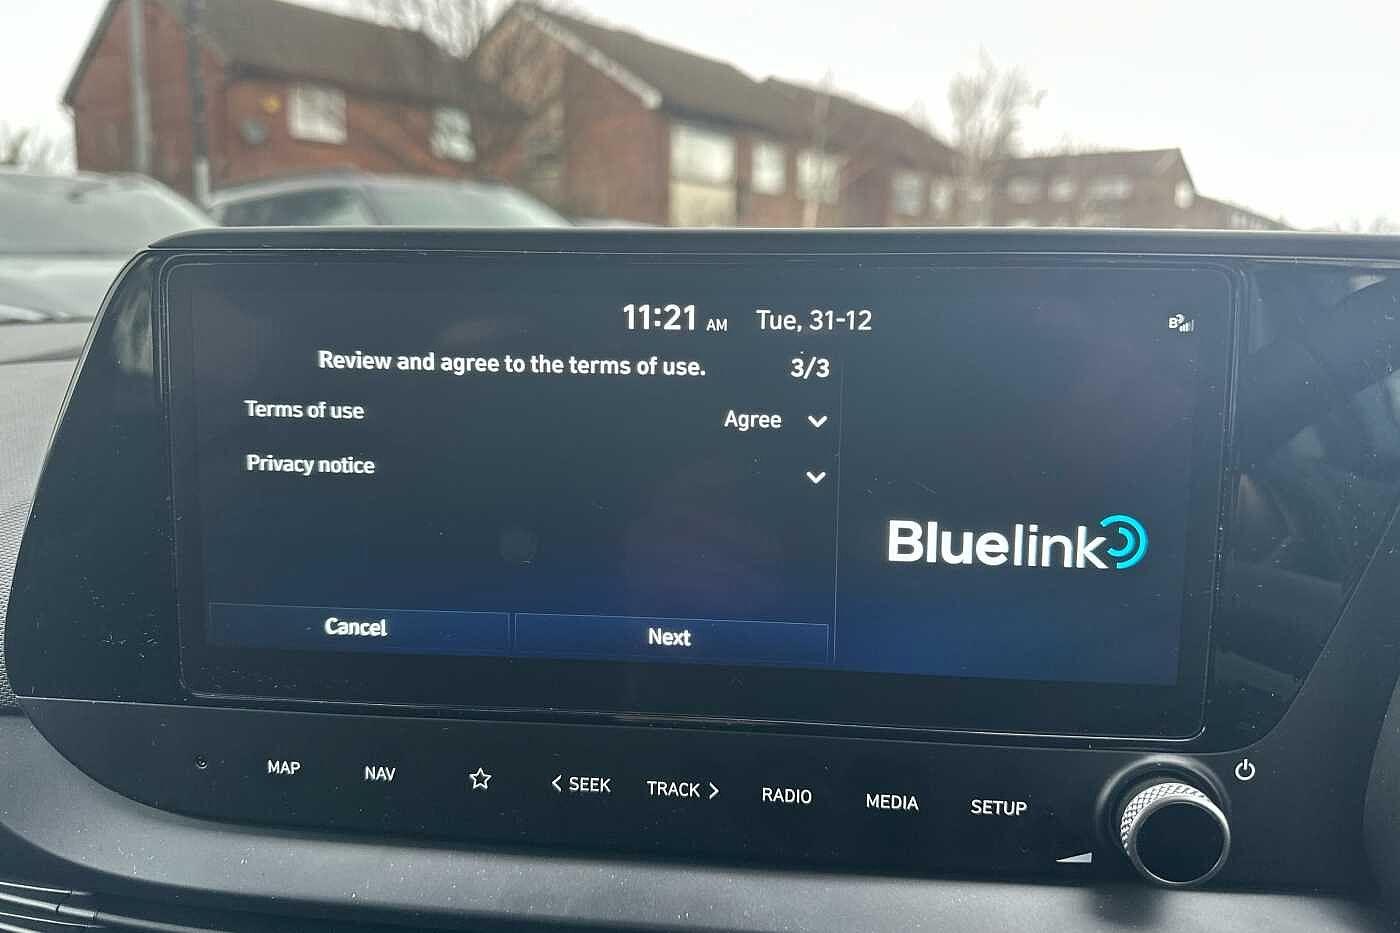 11:21 AM Tue, 31-12
Review and agree to the terms of use. 3/3
Terms of use Agree
Privacy notice
Bluelink
Cancel Next
MAP NAV < SEEK TRACK > RADIO MEDIA SETUP